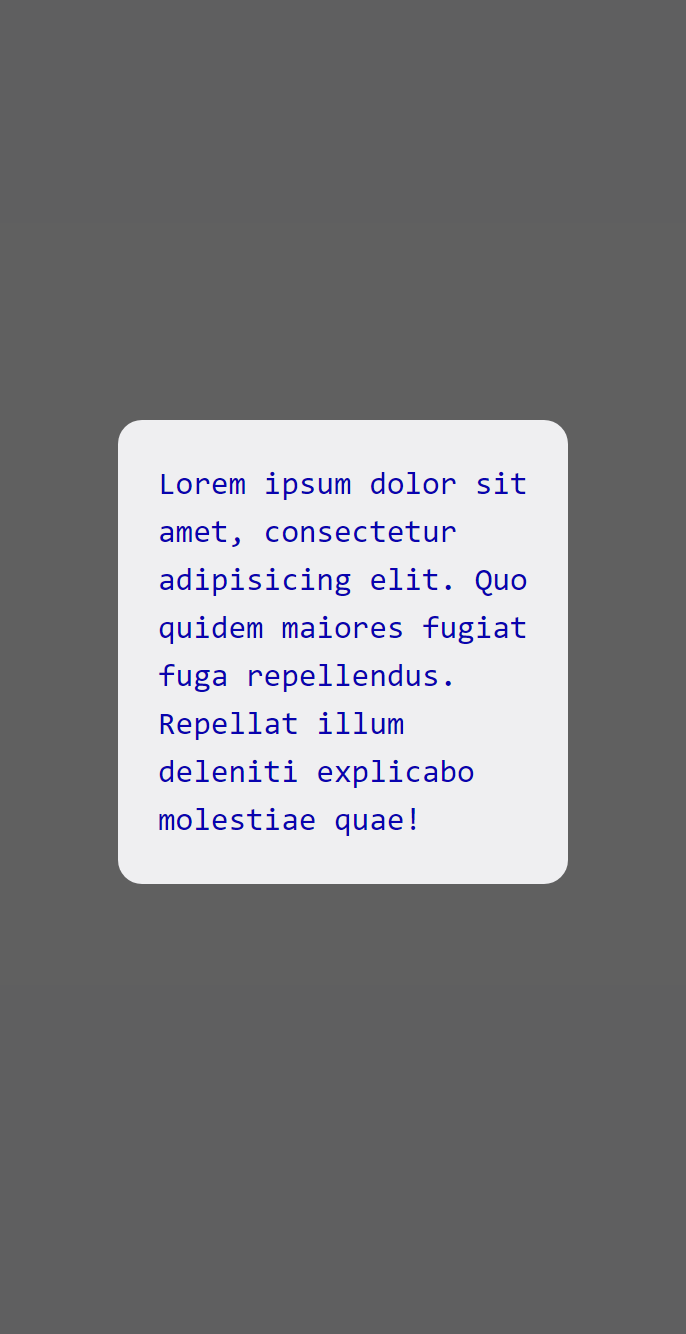 Lorem ipsum dolor sit
amet, consectetur
adipisicing elit. Quo
quidem maiores fugiat
fuga repellendus.
Repellat illum
deleniti explicabo
molestiae quae!